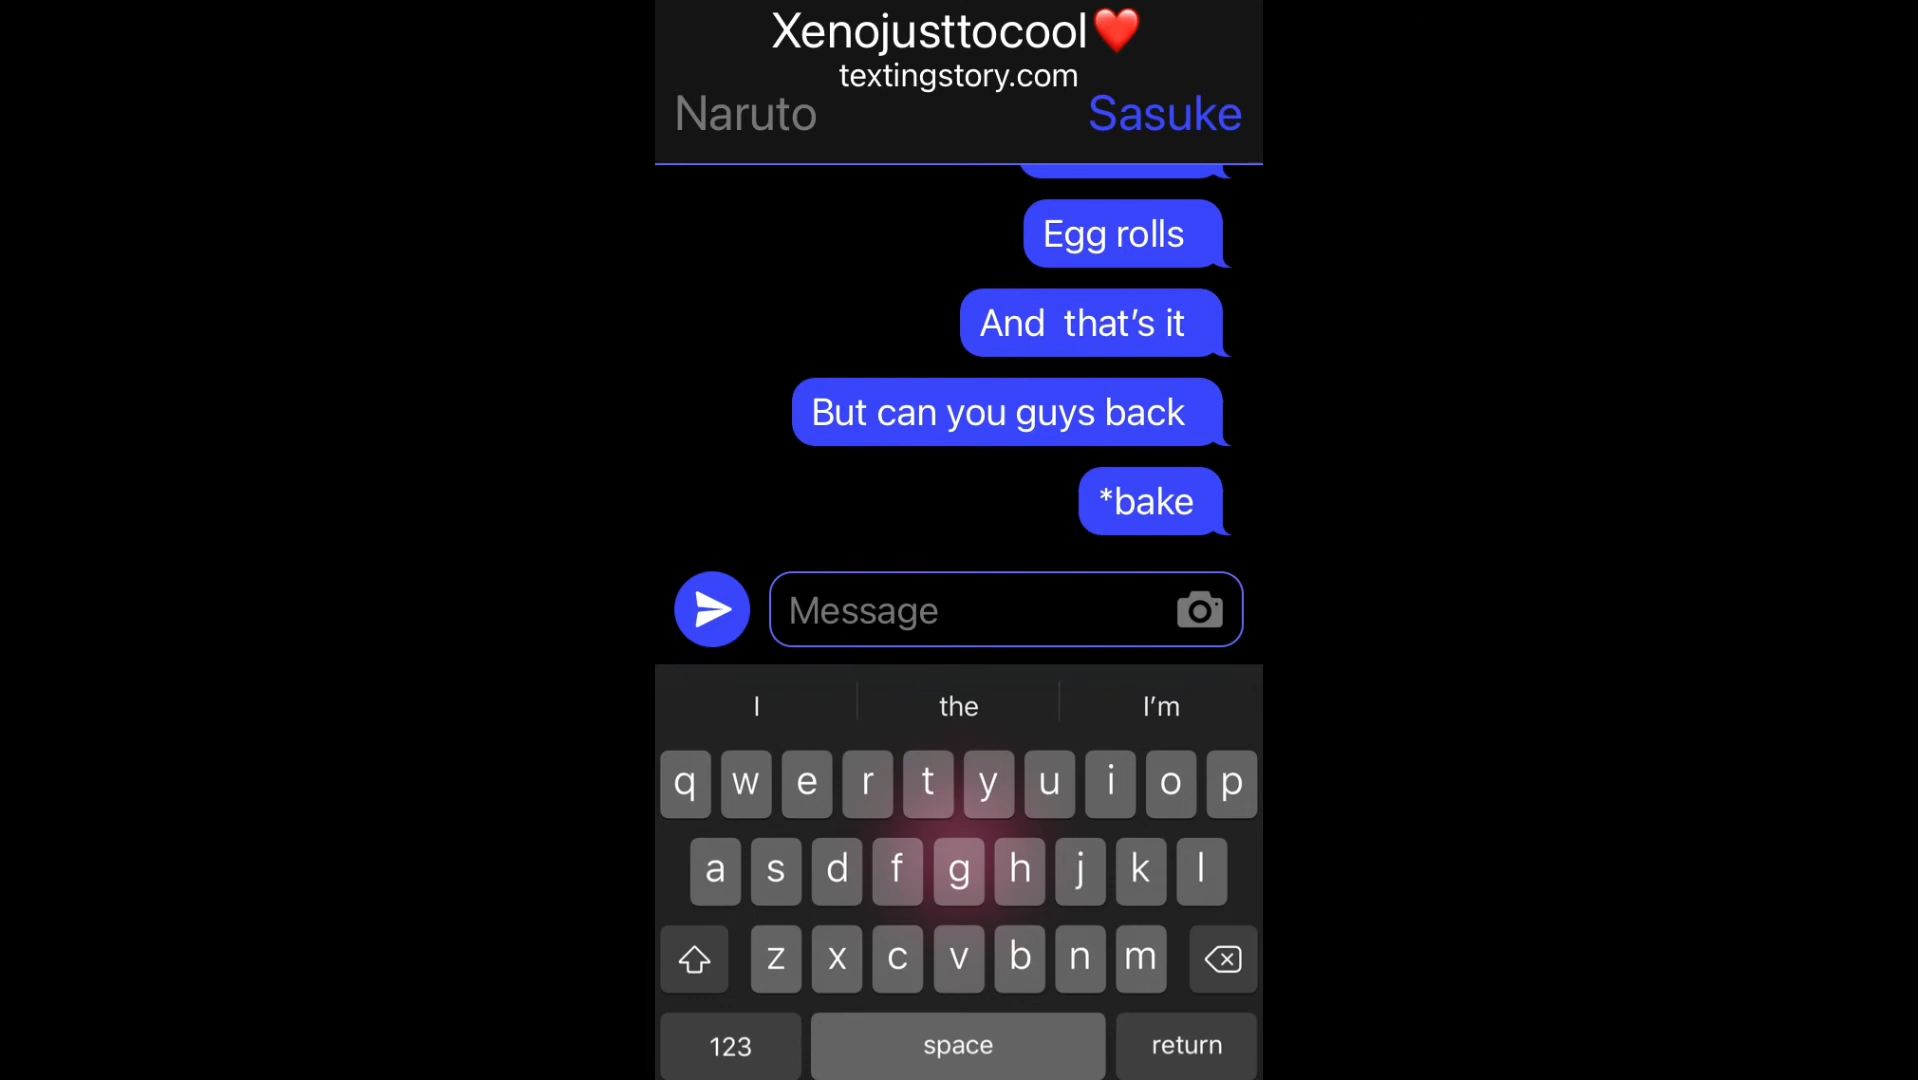 Xenojusttocool❤️
textingstory.com
Naruto Sasuke
Egg rolls
And  that’s it
But can you guys back
*bake
Message
I the I’m
q w e r t y u i o p
a s d f g h j k l
z x c v b n m
123 space return